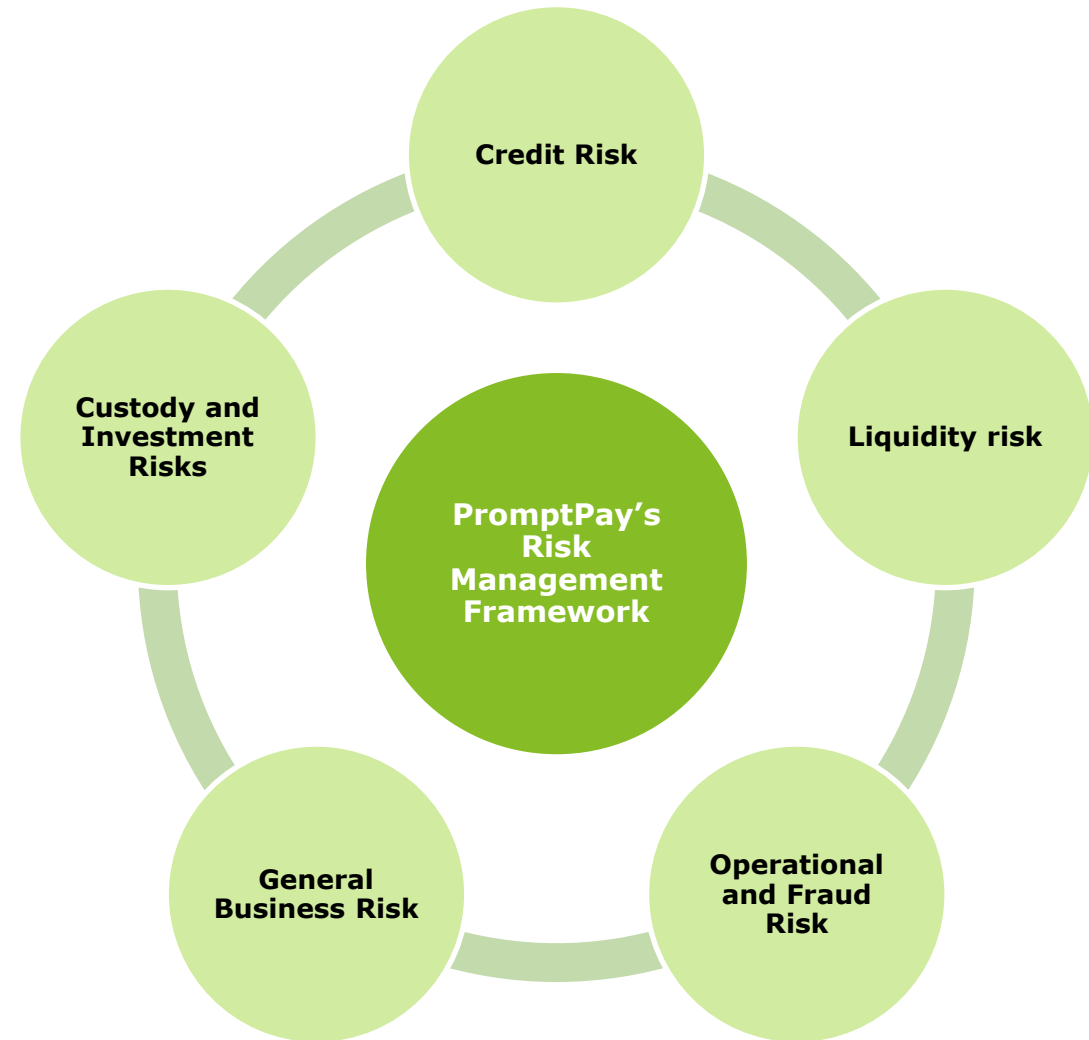 Credit Risk
Custody and
Investment
Risks
Liquidity risk
PromptPay’s
Risk
Management
Framework
General
Business Risk
Operational
and Fraud
Risk